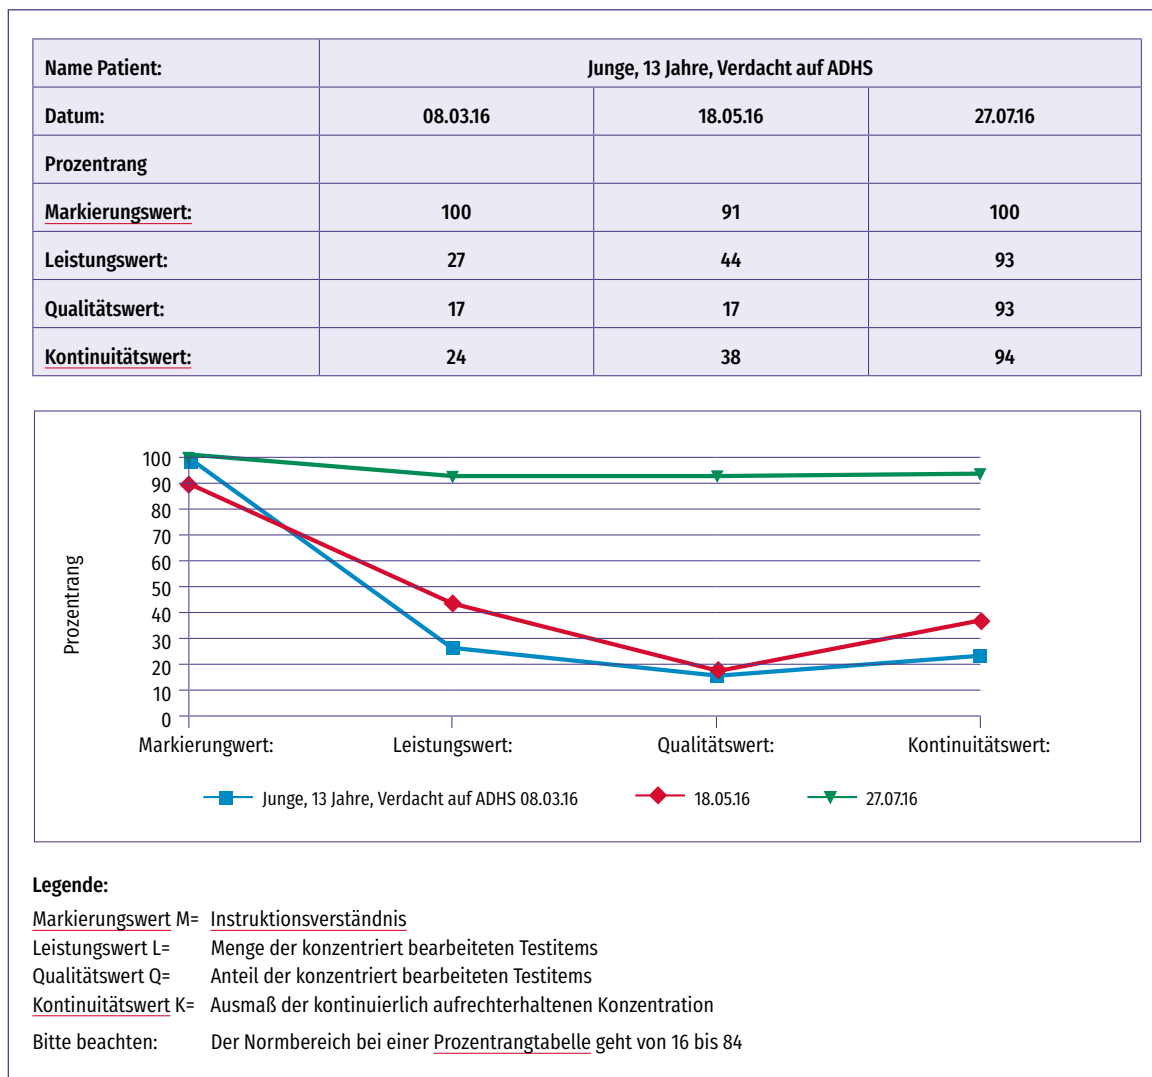 Name Patient: Junge, 13 Jahre, Verdacht auf ADHS
Datum: 08.03.16 18.05.16 27.07.16
Prozentrang
Markierungswert: 100 91 100
Leistungswert: 27 44 93
Qualitätswert: 17 17 93
Kontinuitätswert: 24 38 94
Prozentrang
100
90
80
70
60
50
40
30
20
10
0
Markierungwert: Leistungswert: Qualitätswert: Kontinuitätswert:
Junge, 13 Jahre, Verdacht auf ADHS 08.03.16 18.05.16 27.07.16
Legende:
Markierungswert M= Instruktionsverständnis
Leistungswert L= Menge der konzentriert bearbeiteten Testitems
Qualitätswert Q= Anteil der konzentriert bearbeiteten Testitems
Kontinuitätswert K= Ausmaß der kontinuierlich aufrechterhaltenen Konzentration
Bitte beachten: Der Normbereich bei einer Prozentrangtabelle geht von 16 bis 84